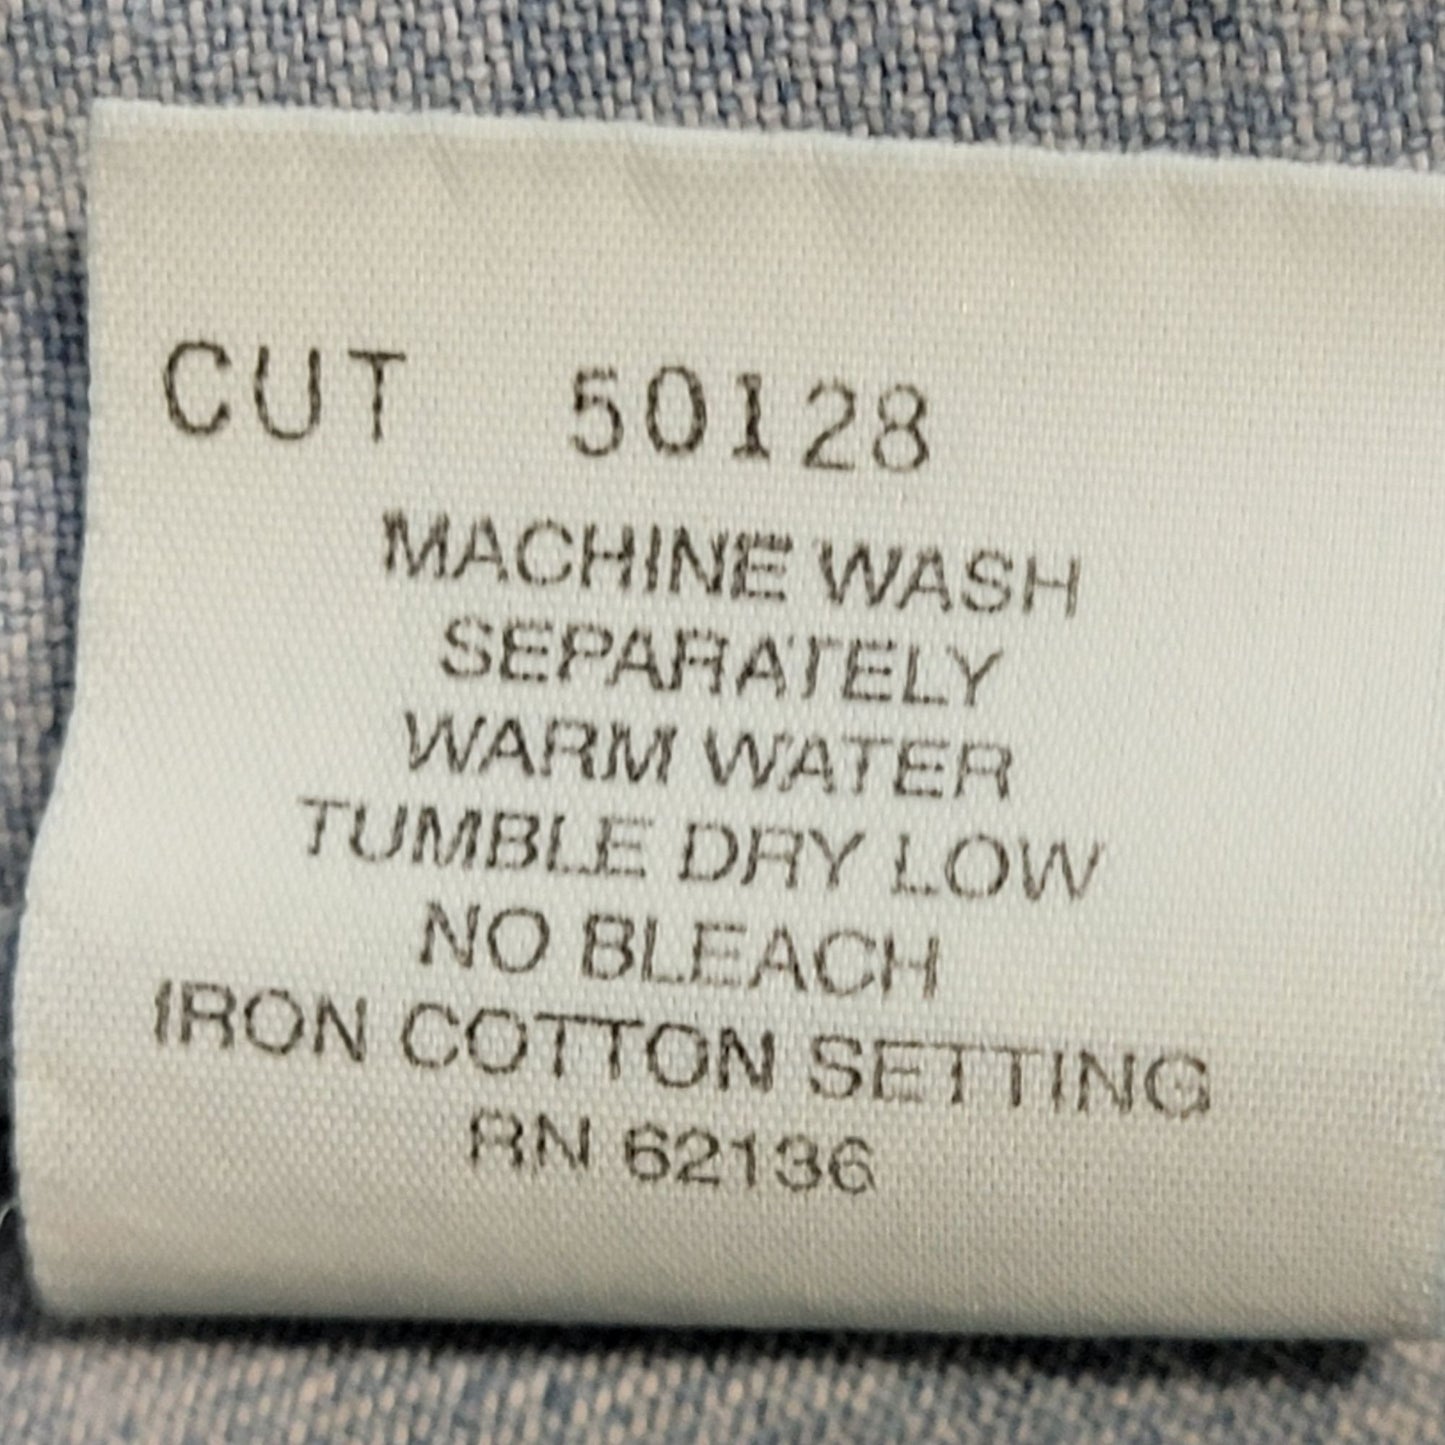 CUT 50128
MACHINE WASH
SEPARATELY
WARM WATER
TUMBLE DRY LOW
NO BLEACH
IRON COTTON SETTING
RN 62136